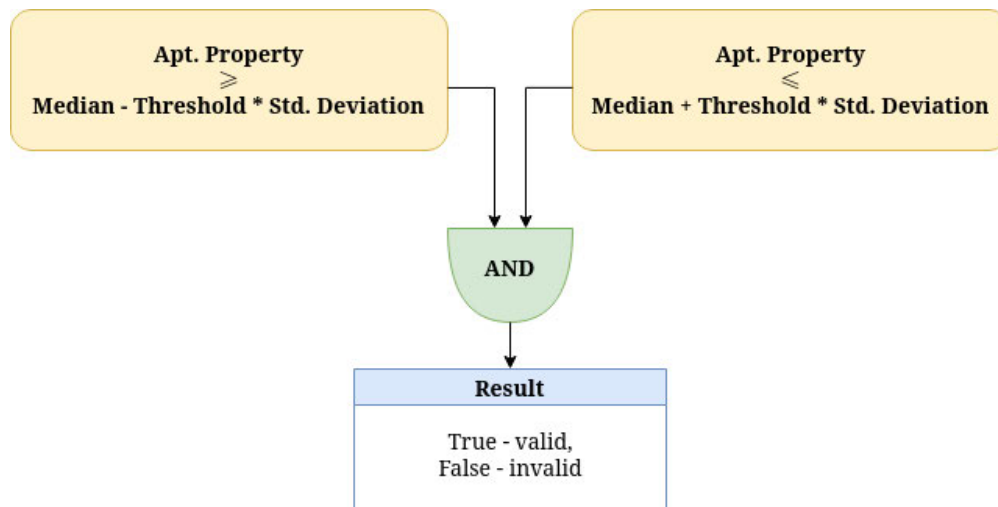 Apt. Property
⩾
Median - Threshold * Std. Deviation
Apt. Property
⩽
Median + Threshold * Std. Deviation
AND
Result
True - valid,
False - invalid